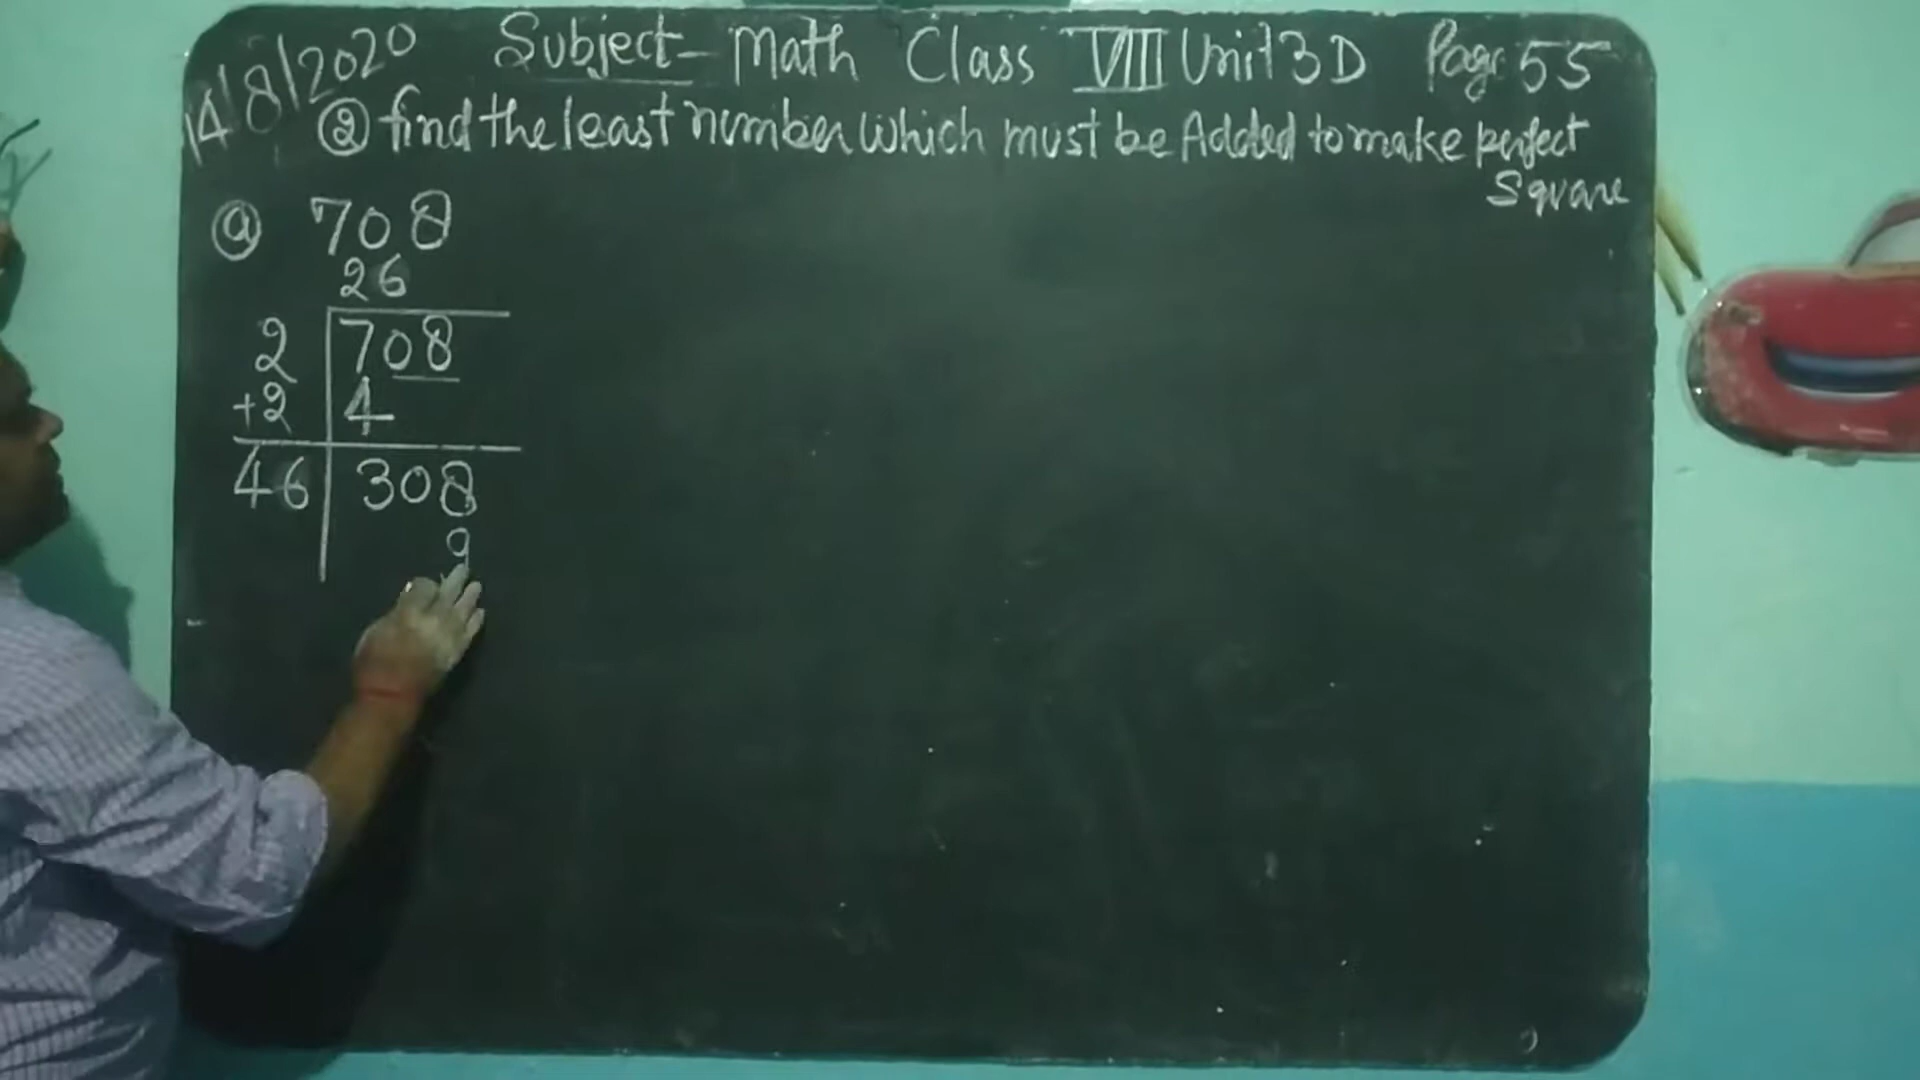 14/8/2020 Subject - Math Class VIII Unit 3D Page 55
② find the least number which must be Added to make perfect
Square
ⓐ 708
26
2 708
+2 4
46 308
9